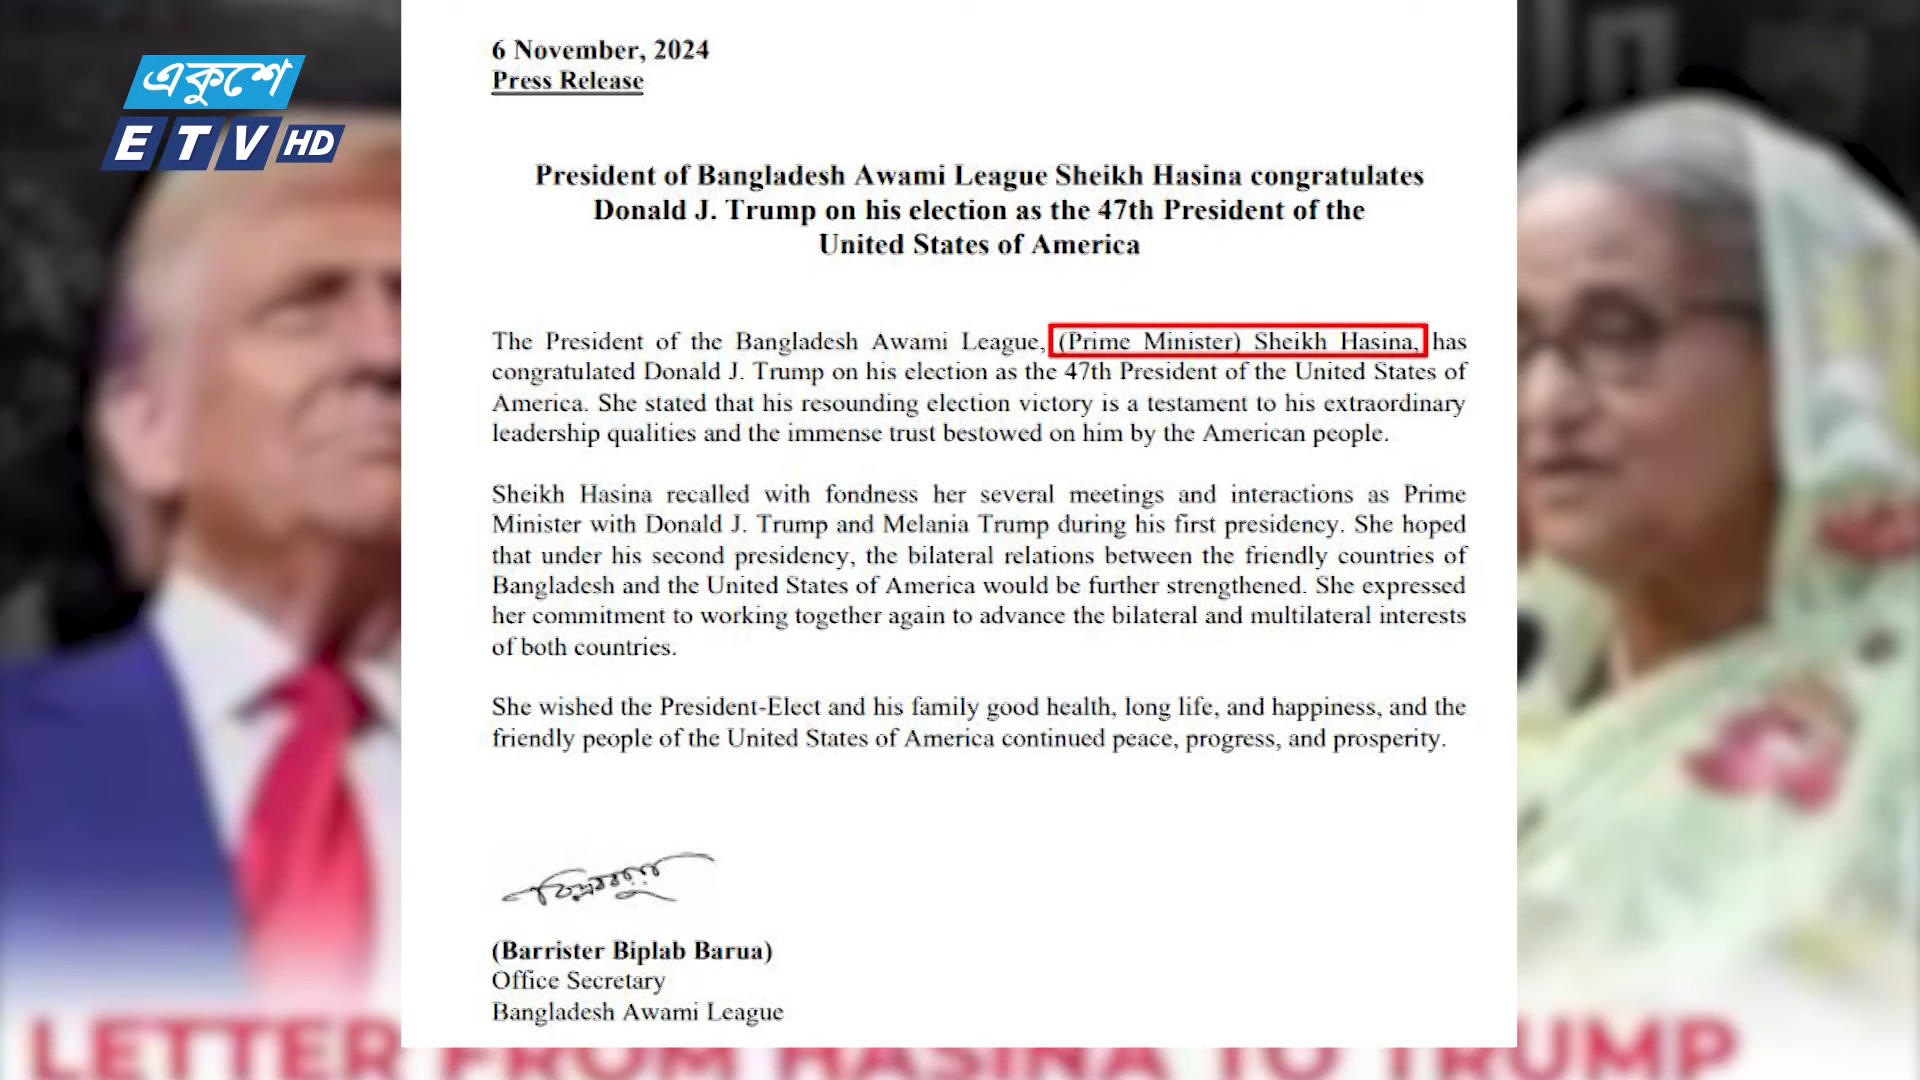 একুশে
ETV HD
6 November, 2024
Press Release
President of Bangladesh Awami League Sheikh Hasina congratulates
Donald J. Trump on his election as the 47th President of the
United States of America
The President of the Bangladesh Awami League, (Prime Minister) Sheikh Hasina, has
congratulated Donald J. Trump on his election as the 47th President of the United States of
America. She stated that his resounding election victory is a testament to his extraordinary
leadership qualities and the immense trust bestowed on him by the American people.
Sheikh Hasina recalled with fondness her several meetings and interactions as Prime
Minister with Donald J. Trump and Melania Trump during his first presidency. She hoped
that under his second presidency, the bilateral relations between the friendly countries of
Bangladesh and the United States of America would be further strengthened. She expressed
her commitment to working together again to advance the bilateral and multilateral interests
of both countries.
She wished the President-Elect and his family good health, long life, and happiness, and the
friendly people of the United States of America continued peace, progress, and prosperity.
(Barrister Biplab Barua)
Office Secretary
Bangladesh Awami League
LETTER FROM HASINA TO TRUMP